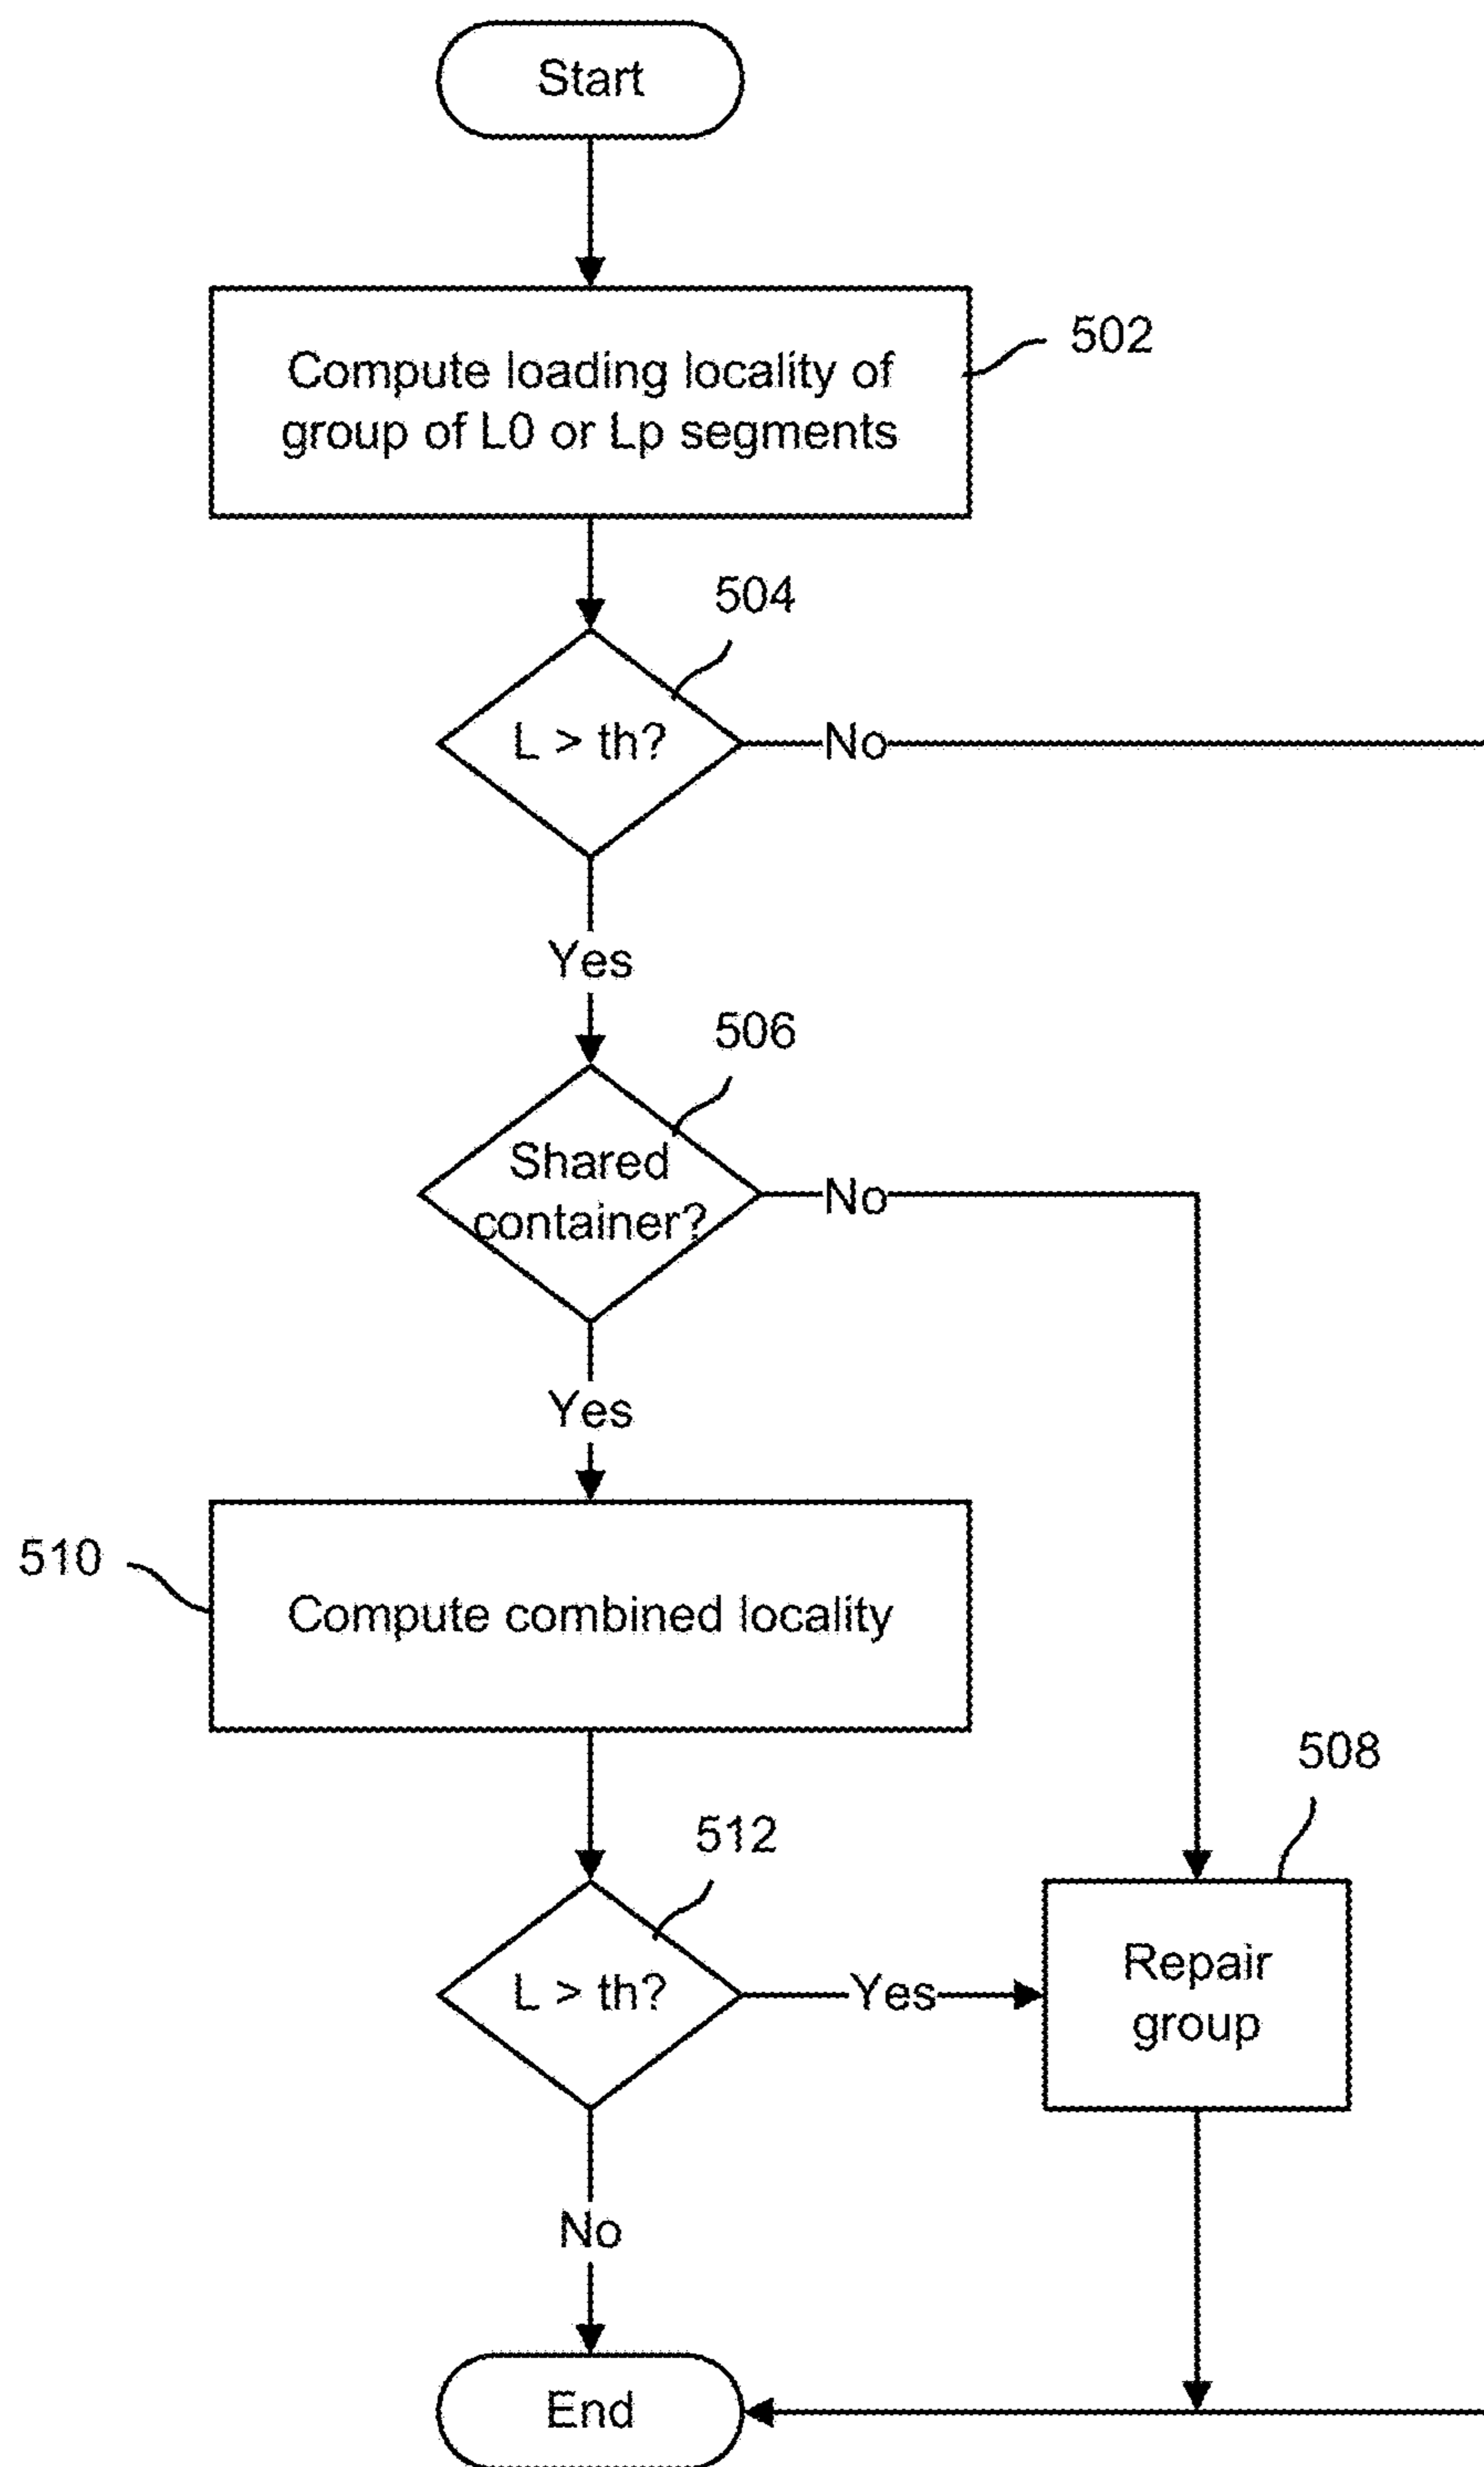 Start
Compute loading locality of
group of L0 or Lp segments
502
504
L > th?
No
Yes
506
Shared
container?
No
Yes
510
Compute combined locality
508
512
L > th?
Yes
Repair
group
No
End